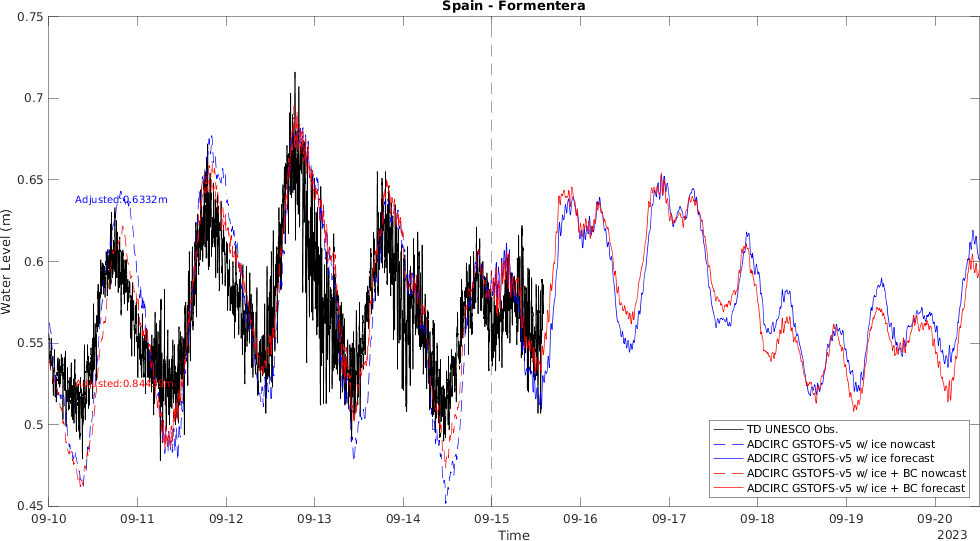 Spain - Formentera
0.75
0.7
0.65
0.6
0.55
0.5
0.45
Water Level (m)
Adjusted:0.6332m
TD UNESCO Obs.
ADCIRC GSTOFS-v5 w/ ice nowcast
ADCIRC GSTOFS-v5 w/ ice forecast
ADCIRC GSTOFS-v5 w/ ice + BC nowcast
ADCIRC GSTOFS-v5 w/ ice + BC forecast
09-10 09-11 09-12 09-13 09-14 09-15 09-16 09-17 09-18 09-19 09-20
Time
2023